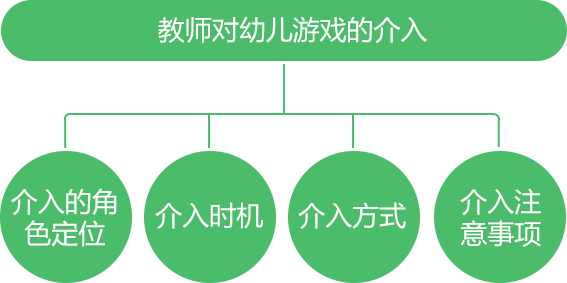 教师对幼儿游戏的介入
介入的角
色定位
介入时机
介入方式
介入注
意事项